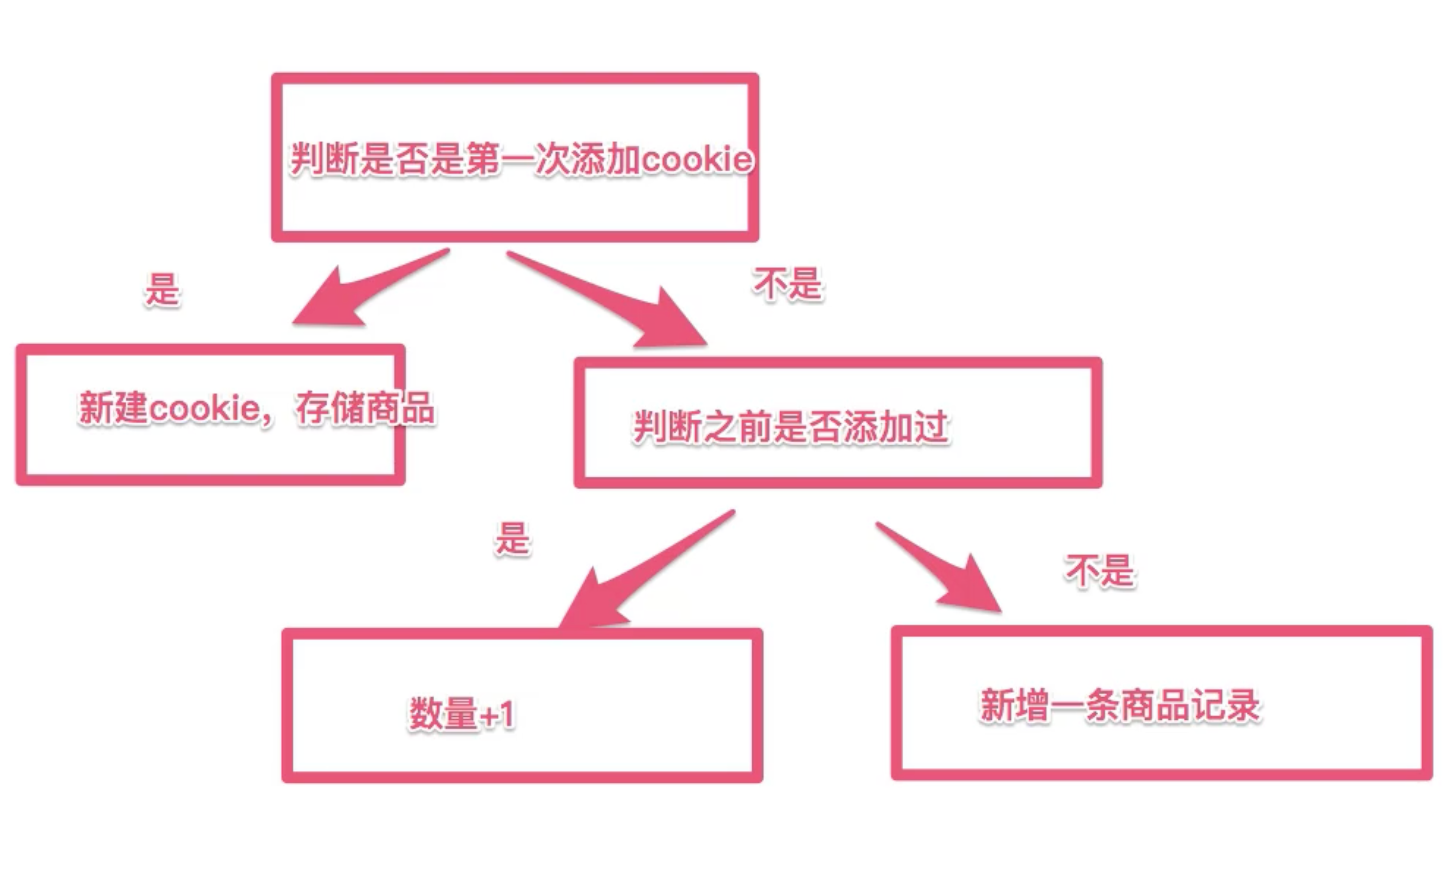 判断是否是第一次添加cookie
是
不是
新建cookie，存储商品
判断之前是否添加过
是
不是
数量+1
新增一条商品记录